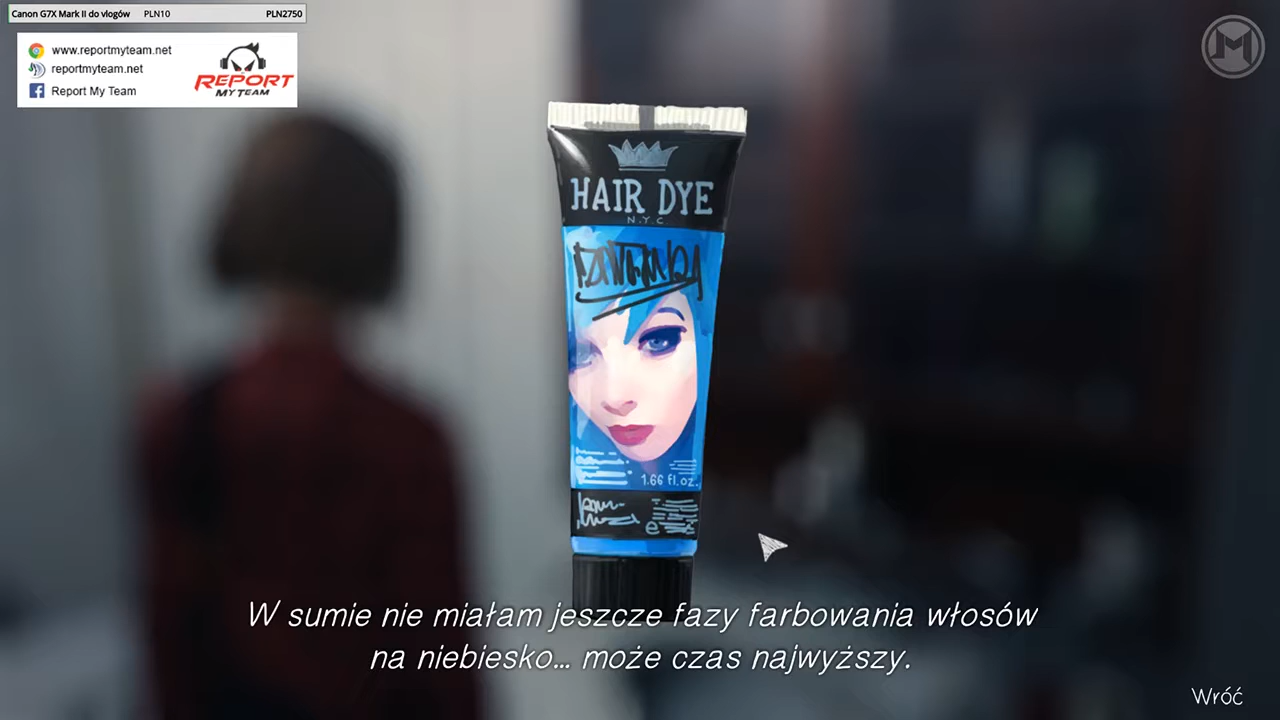 Canon G7X Mark II do vlogów PLN10 PLN2750
www.reportmyteam.net
reportmyteam.net
Report My Team
REPORT
MY TEAM
M
HAIR DYE
N.Y.C
1.66 fl.oz.
e
W sumie nie miałam jeszcze fazy farbowania włosów
na niebiesko... może czas najwyższy.
Wróć